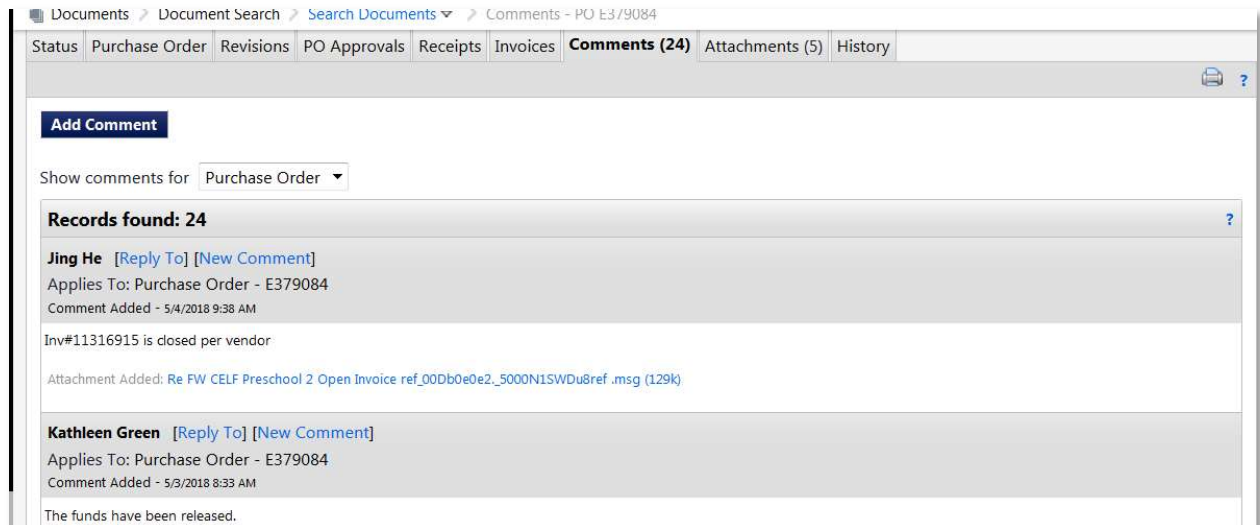 Documents > Document Search > Search Documents > Comments - PO E379084
Status Purchase Order Revisions PO Approvals Receipts Invoices Comments (24) Attachments (5) History
?
Add Comment
Show comments for Purchase Order
Records found: 24 ?
Jing He [Reply To] [New Comment]
Applies To: Purchase Order - E379084
Comment Added - 5/4/2018 9:38 AM
Inv#11316915 is closed per vendor
Attachment Added: Re FW CELF Preschool 2 Open Invoice ref_00Db0e0e2._5000N1SWDu8ref .msg (129k)
Kathleen Green [Reply To] [New Comment]
Applies To: Purchase Order - E379084
Comment Added - 5/3/2018 8:33 AM
The funds have been released.